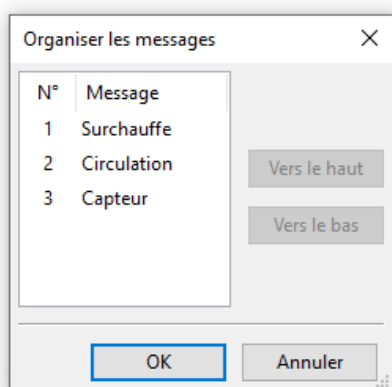 Organiser les messages
N° Message
1 Surchauffe
2 Circulation
3 Capteur
Vers le haut
Vers le bas
OK Annuler